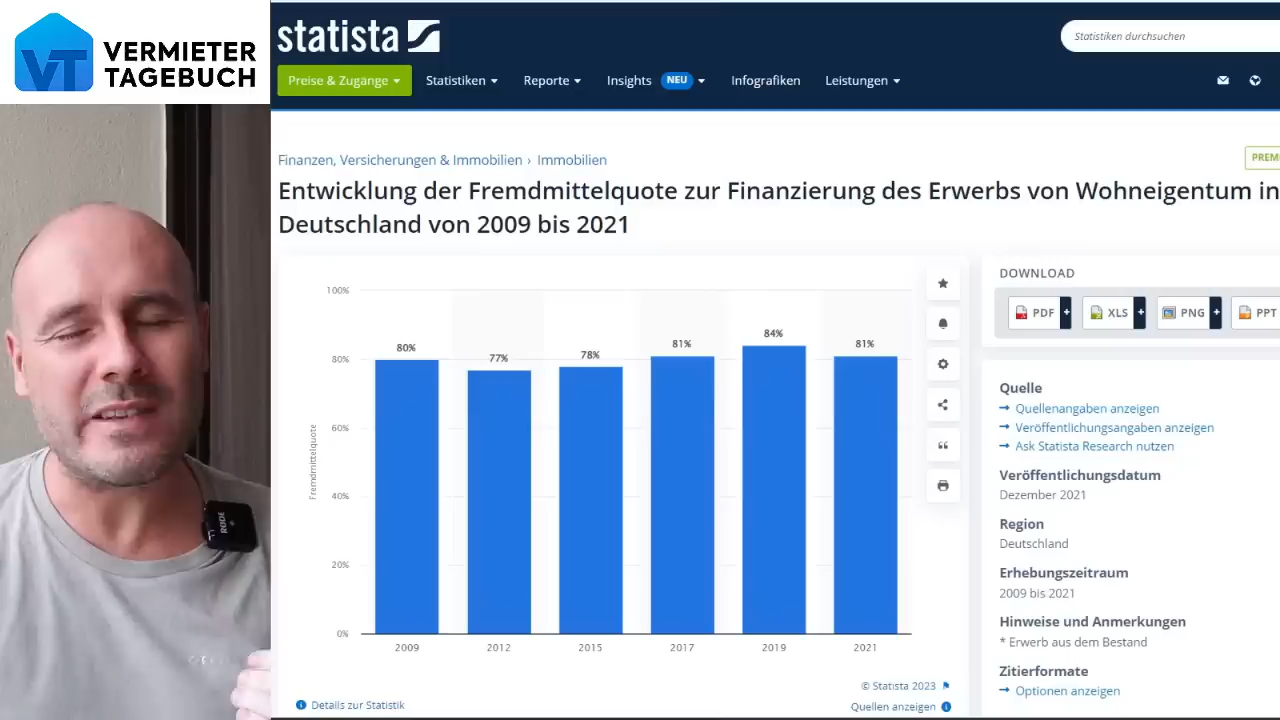 VERMIETER
TAGEBUCH
VT
statista
Statistiken durchsuchen
Preise & Zugänge
Statistiken
Reporte
Insights
NEU
Infografiken
Leistungen
Finanzen, Versicherungen & Immobilien › Immobilien
Entwicklung der Fremdmittelquote zur Finanzierung des Erwerbs von Wohneigentum in
Deutschland von 2009 bis 2021
100%
80%
60%
40%
20%
0%
Fremdmittelquote
80%
77%
78%
81%
84%
81%
2009
2012
2015
2017
2019
2021
© Statista 2023
Details zur Statistik
Quellen anzeigen
DOWNLOAD
PDF +
XLS +
PNG +
PPT
Quelle
→ Quellenangaben anzeigen
→ Veröffentlichungsangaben anzeigen
→ Ask Statista Research nutzen
Veröffentlichungsdatum
Dezember 2021
Region
Deutschland
Erhebungszeitraum
2009 bis 2021
Hinweise und Anmerkungen
* Erwerb aus dem Bestand
Zitierformate
→ Optionen anzeigen
RØDE